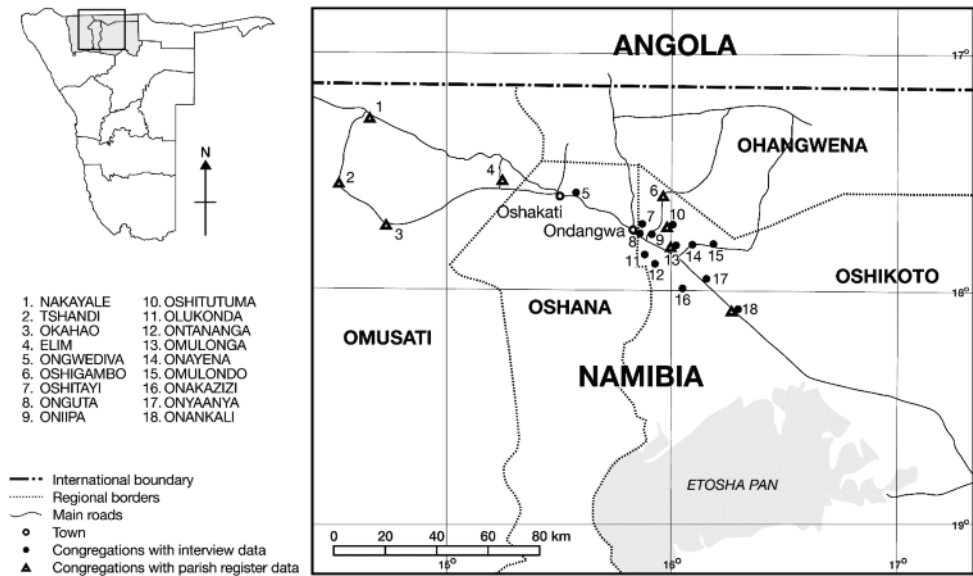 N
1. NAKAYALE
2. TSHANDI
3. OKAHAO
4. ELIM
5. ONGWEDIVA
6. OSHIGAMBO
7. OSHITAYI
8. ONGUTA
9. ONIIPA
10. OSHITUTUMA
11. OLUKONDA
12. ONTANANGA
13. OMULONGA
14. ONAYENA
15. OMULONDO
16. ONAKAZIZI
17. ONYAANYA
18. ONANKALI
International boundary
Regional borders
Main roads
Town
Congregations with interview data
Congregations with parish register data
ANGOLA
17°
1
OHANGWENA
4
2
5
6
Oshakati
3
7
10
Ondangwa
8
9
13
14
15
11
12
17
OSHIKOTO
16
18°
OSHANA
18
OMUSATI
NAMIBIA
ETOSHA PAN
19°
0 20 40 60 80 km
15°
16°
17°